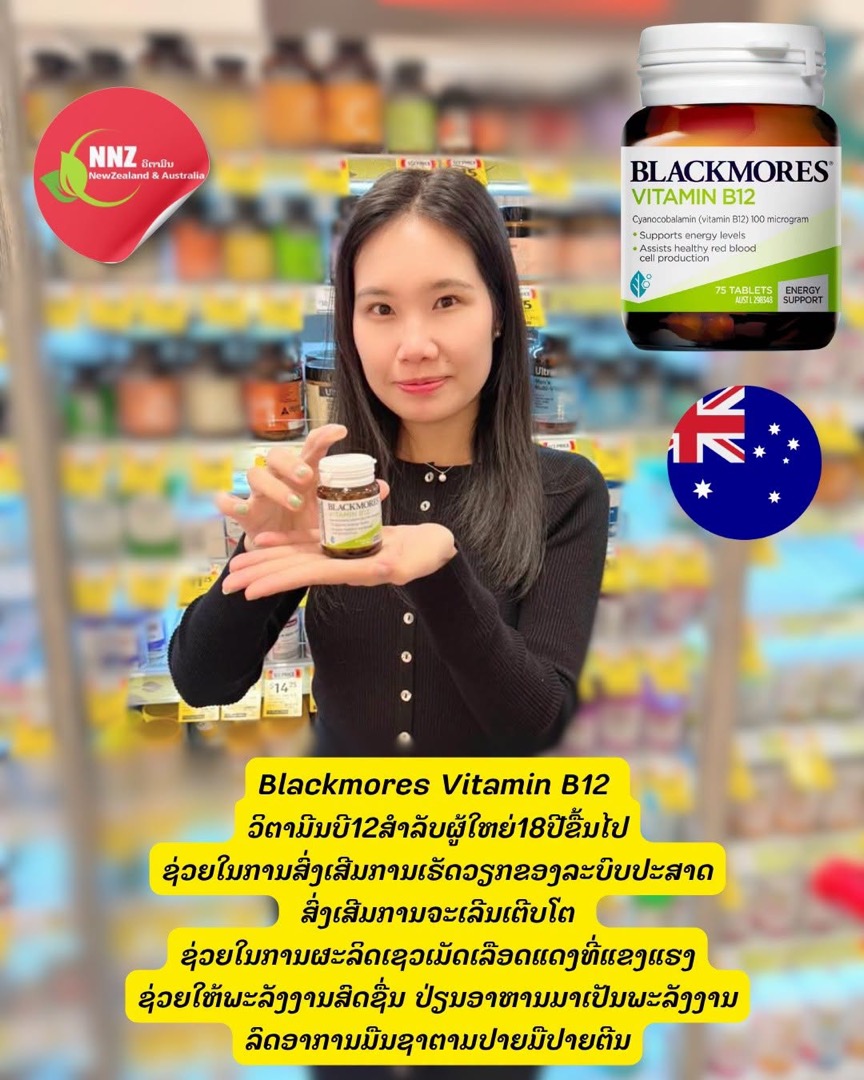 NNZ ວິຕາມິນ
NewZealand & Australia
BLACKMORES®
VITAMIN B12
Cyanocobalamin (vitamin B12) 100 microgram
• Supports energy levels
• Assists healthy red blood
cell production
75 TABLETS
AUST L 298348
ENERGY
SUPPORT
BLACKMORES
VITAMIN B12
$14
Blackmores Vitamin B12
ວິຕາມີນບີ12ສຳລັບຜູ້ໃຫຍ່18ປີຂື້ນໄປ
ຊ່ວຍໃນການສົ່ງເສີມການເຮັດວຽກຂອງລະບົບປະສາດ
ສົ່ງເສີມການຈະເລີນເຕີບໂຕ
ຊ່ວຍໃນການຜະລິດເຊວເມັດເລືອດແດງທີ່ແຂງແຮງ
ຊ່ວຍໃຫ້ພະລັງງານສົດຊື່ນ ປ່ຽນອາຫານມາເປັນພະລັງງານ
ລົດອາການມືນຊາຕາມປາຍມືປາຍຕີນ